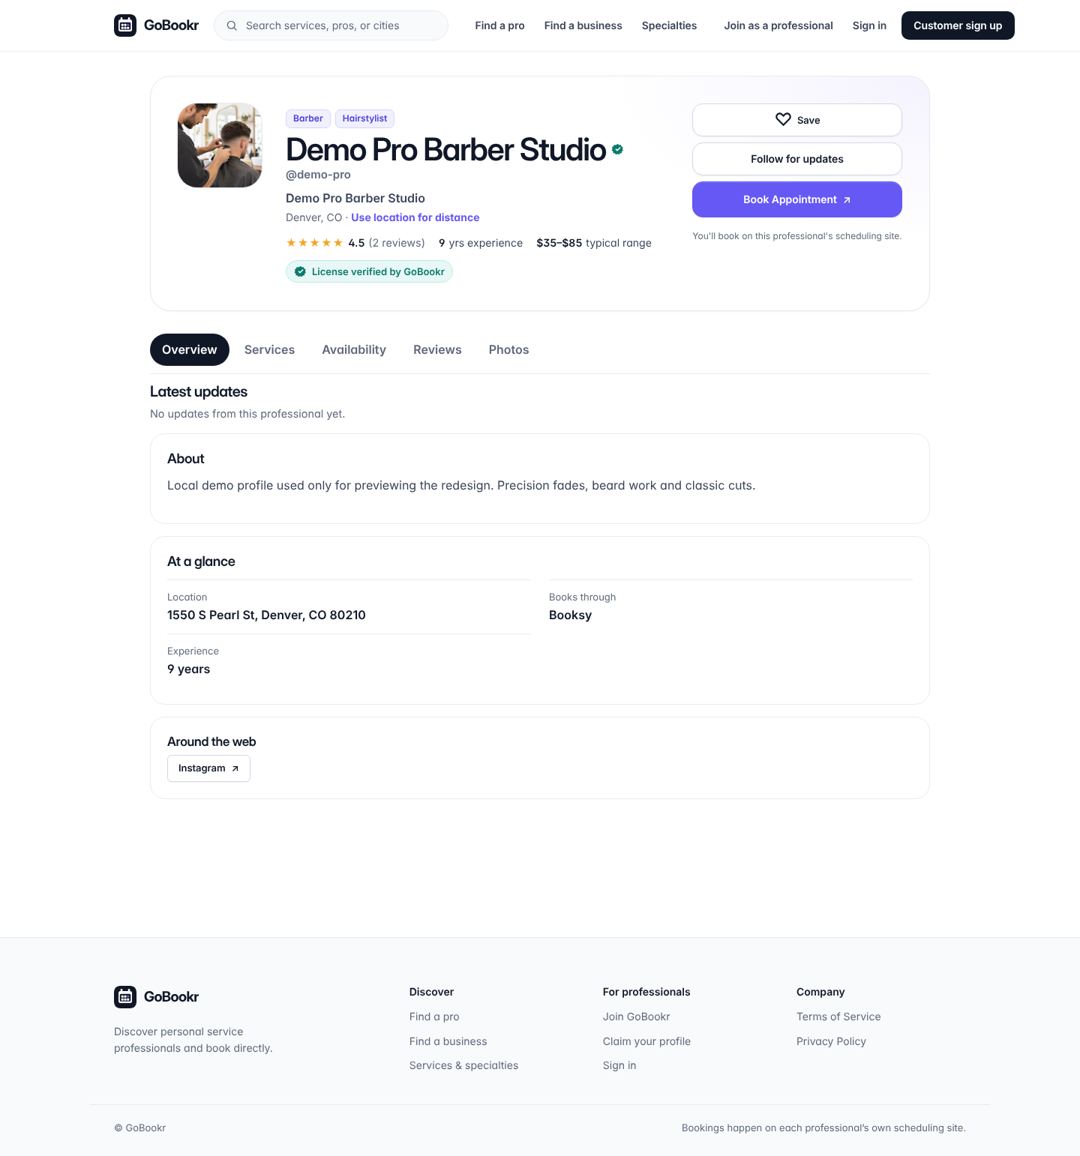 GoBookr
Search services, pros, or cities
Find a pro
Find a business
Specialties
Join as a professional
Sign in
Customer sign up
Barber
Hairstylist
Demo Pro Barber Studio
@demo-pro
Demo Pro Barber Studio
Denver, CO · Use location for distance
★★★★★ 4.5 (2 reviews) 9 yrs experience $35–$85 typical range
License verified by GoBookr
Save
Follow for updates
Book Appointment ↗
You'll book on this professional's scheduling site.
Overview
Services
Availability
Reviews
Photos
Latest updates
No updates from this professional yet.
About
Local demo profile used only for previewing the redesign. Precision fades, beard work and classic cuts.
At a glance
Location
1550 S Pearl St, Denver, CO 80210
Books through
Booksy
Experience
9 years
Around the web
Instagram ↗
GoBookr
Discover personal service
professionals and book directly.
Discover
Find a pro
Find a business
Services & specialties
For professionals
Join GoBookr
Claim your profile
Sign in
Company
Terms of Service
Privacy Policy
© GoBookr
Bookings happen on each professional’s own scheduling site.